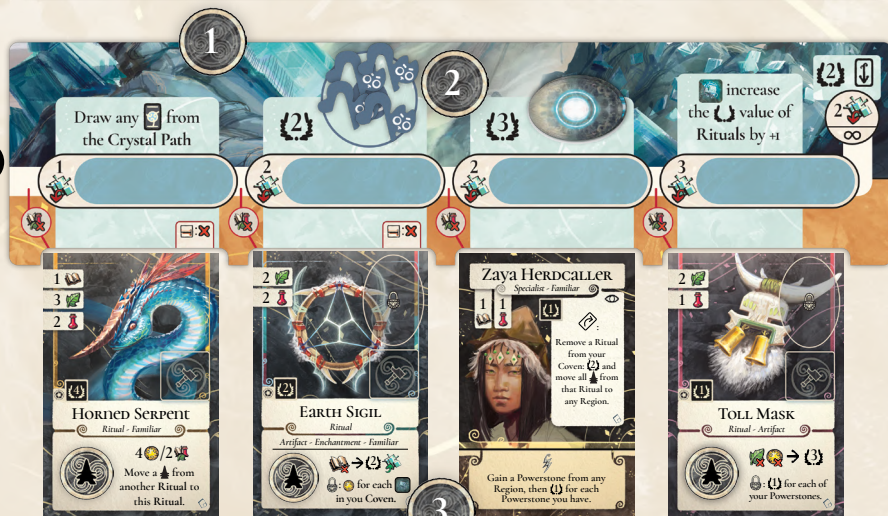 1
2
Draw any from
the Crystal Path
(2)
(3)
increase
the ( ) value of
Rituals by +1
(2)
2
∞
1
2
2
3
:
:
1
3
2
(4)
Horned Serpent
Ritual - Familiar
4 /2
Move a from
another Ritual to
this Ritual.
2
2
(2)
Earth Sigil
Ritual
Artifact - Enchantment - Familiar
→(2)
: for each
in you Coven.
Zaya Herdcaller
Specialist - Familiar
1 1
(1)
:
Remove a Ritual
from your
Coven: (2) and
move all from
that Ritual to
any Region.
Gain a Powerstone from any
Region, then (1) for each
Powerstone you have.
2
1
(1)
Toll Mask
Ritual - Artifact
→ (3)
: (1) for each of
your Powerstones.
3